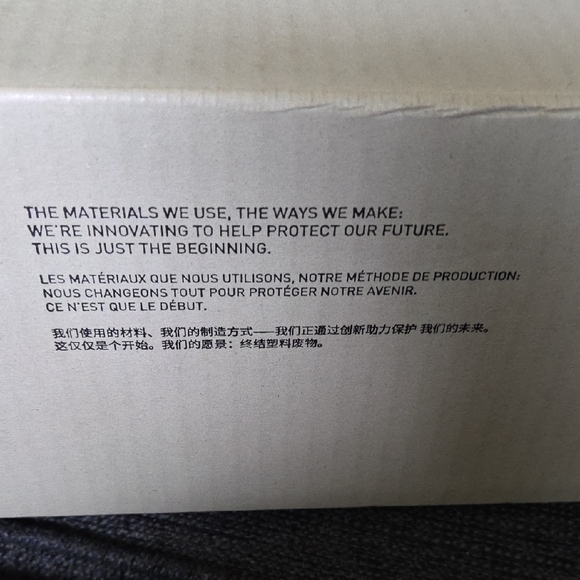 THE MATERIALS WE USE, THE WAYS WE MAKE:
WE'RE INNOVATING TO HELP PROTECT OUR FUTURE.
THIS IS JUST THE BEGINNING.
LES MATÉRIAUX QUE NOUS UTILISONS, NOTRE MÉTHODE DE PRODUCTION:
NOUS CHANGEONS TOUT POUR PROTÉGER NOTRE AVENIR.
CE N'EST QUE LE DÉBUT.
我们使用的材料、我们的制造方式——我们正通过创新助力保护 我们的未来。
这仅仅是个开始。我们的愿景：终结塑料废物。